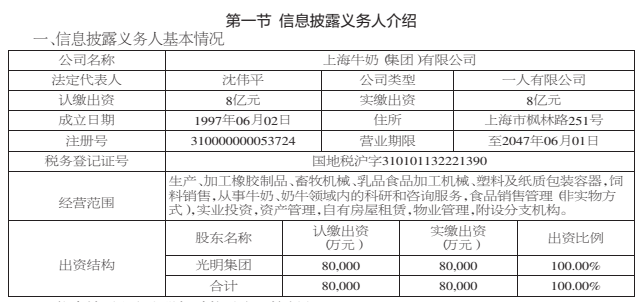 第一节 信息披露义务人介绍
一、信息披露义务人基本情况
公司名称 上海牛奶(集团)有限公司
法定代表人 沈伟平 公司类型 一人有限公司
认缴出资 8亿元 实缴出资 8亿元
成立日期 1997年06月02日 住所 上海市枫林路251号
注册号 310000000053724 营业期限 至2047年06月01日
税务登记证号 国地税沪字310101132221390
经营范围 生产、加工橡胶制品、畜牧机械、乳品食品加工机械、塑料及纸质包装容器,饲
料销售,从事牛奶、奶牛领域内的科研和咨询服务,食品销售管理(非实物方
式),实业投资,资产管理,自有房屋租赁,物业管理,附设分支机构。
出资结构 股东名称 认缴出资(万元) 实缴出资(万元) 出资比例
光明集团 80,000 80,000 100.00%
合计 80,000 80,000 100.00%